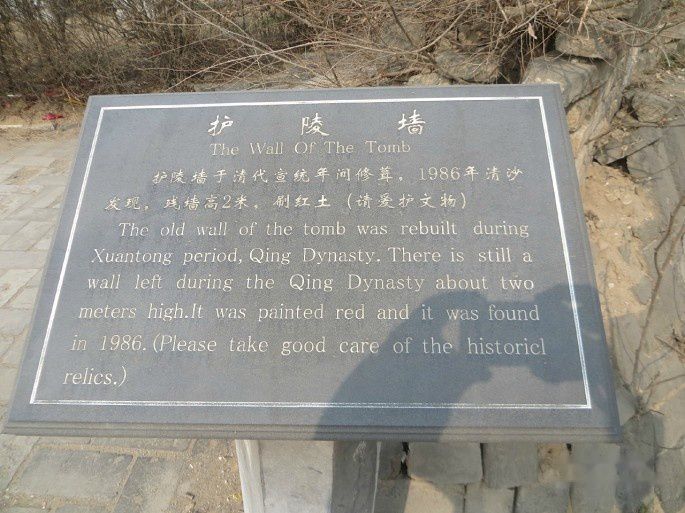 护陵墙
The Wall Of The Tomb
护陵墙于清代宣统年间修葺，1986年清沙
发现，残墙高2米，刷红土（请爱护文物）
The old wall of the tomb was rebuilt during
Xuantong period, Qing Dynasty. There is still a
wall left during the Qing Dynasty about two
meters high.It was painted red and it was found
in 1986.(Please take good care of the historicl
relics.)